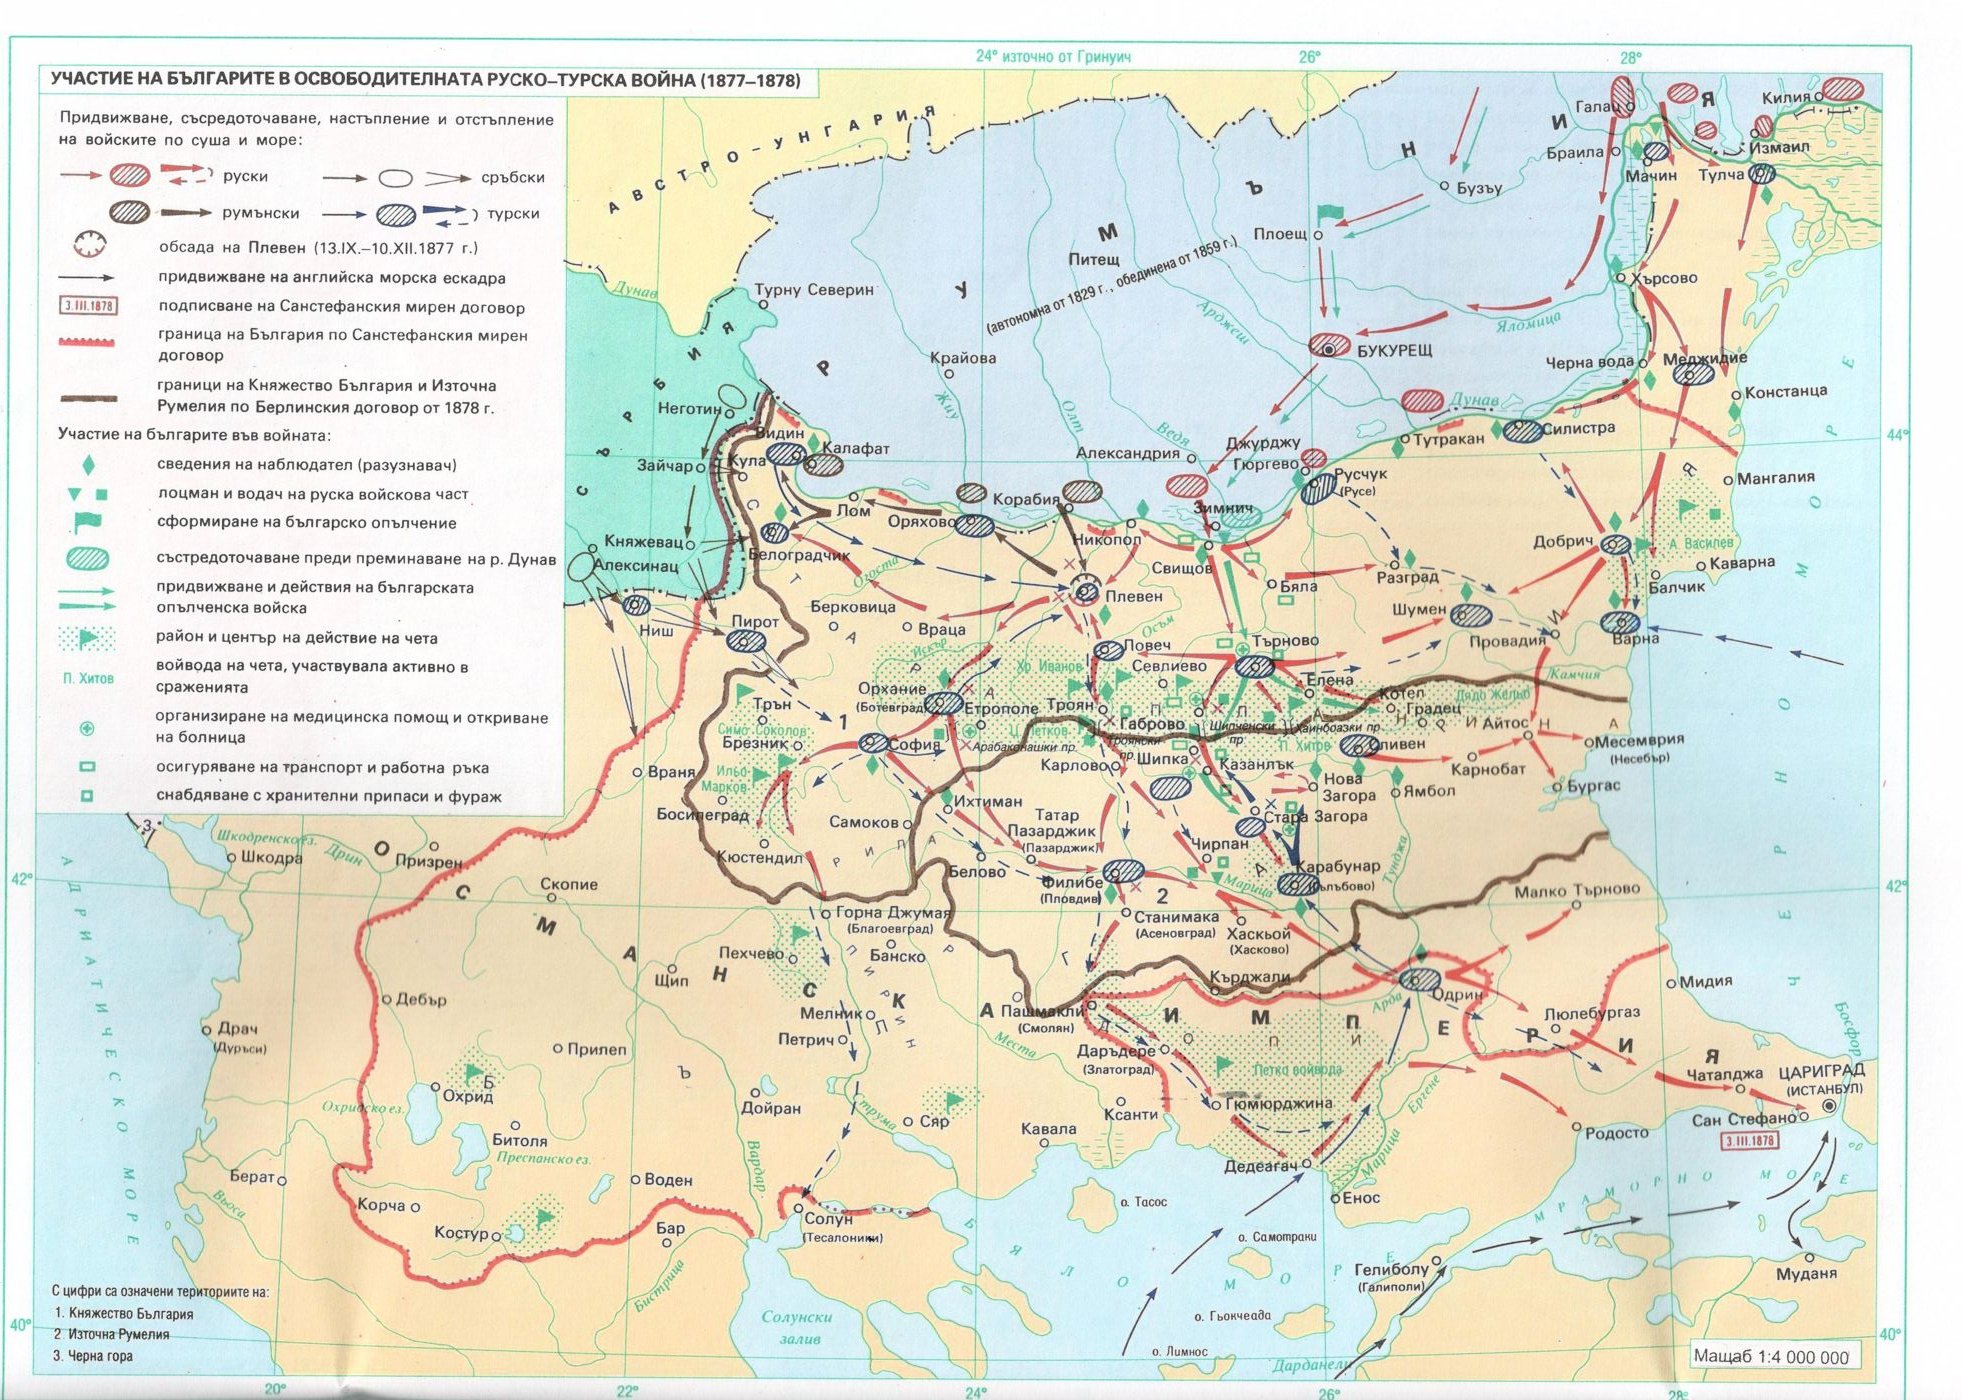 24° източно от Гринуич
26°
28°
УЧАСТИЕ НА БЪЛГАРИТЕ В ОСВОБОДИТЕЛНАТА РУСКО–ТУРСКА ВОЙНА (1877–1878)
Придвижване, съсредоточаване, настъпление и отстъпление
на войските по суша и море:
руски
сръбски
румънски
турски
обсада на Плевен (13.IX.–10.XII.1877 г.)
придвижване на английска морска ескадра
3.III.1878
подписване на Санстефанския мирен договор
граница на България по Санстефанския мирен
договор
граници на Княжество България и Източна
Румелия по Берлинския договор от 1878 г.
Участие на българите във войната:
сведения на наблюдател (разузнавач)
лоцман и водач на руска войскова част
сформиране на българско опълчение
състредоточаване преди преминаване на р. Дунав
придвижване и действия на българската
опълченска войска
район и център на действие на чета
П. Хитов
войвода на чета, участвувала активно в
сраженията
организиране на медицинска помощ и откриване
на болница
осигуряване на транспорт и работна ръка
снабдяване с хранителни припаси и фураж
АВСТРО–УНГАРИЯ
РУМЪНИЯ
(автономна от 1829 г., обединена от 1859 г.)
СЪРБИЯ
ОСМАНСКА ИМПЕРИЯ
Галац
Килия
Браила
Измаил
Мачин
Тулча
Бузъу
Плоещ
Питещ
Хърсово
Турну Северин
Дунав
Арджеш
Яломица
БУКУРЕЩ
Крайова
Черна вода
Меджидие
Констанца
Жиу
Олт
Ведя
Дунав
Неготин
Видин
Калафат
Зайчар
Кула
Александрия
Джурджу
Гюргево
Тутракан
Силистра
44°
Русчук
(Русе)
Мангалия
Лом
Оряхово
Корабия
Зимнич
Никопол
Княжевац
Белоградчик
Алексинац
Огоста
Свищов
Добрич
А. Василев
Каварна
Балчик
Плевен
Бяла
Разград
Шумен
Провадия
Варна
Ниш
Пирот
Берковица
Враца
Искър
Осъм
Ловеч
Търново
Севлиево
Хр. Иванов
Орхание
(Ботевград)
Етрополе
Троян
Габрово
Елена
Котел
Градец
Дядо Жельо
Камчия
Айтос
Трън
Симо Соколов
Брезник
София
Арабаконашки пр.
Ц. Петков
Троянски
пр.
Шипченски
пр.
Хаинбоазки пр.
П. Хитов
Сливен
Месемврия
(Несебър)
Враня
Ильо
Марков
Босилеград
Карлово
Шипка
Казанлък
Нова
Загора
Ямбол
Карнобат
Бургас
Ихтиман
Самоков
Татар
Пазарджик
(Пазарджик)
Стара Загора
Чирпан
Кюстендил
РИЛА
Белово
Филибе
(Пловдив)
Марица
Карабунар
(Гълъбово)
Тунджа
Малко Търново
42°
Шкодренско ез.
Шкодра
Дрин
Призрен
Скопие
Горна Джумая
(Благоевград)
Станимака
(Асеновград)
Хаскьой
(Хасково)
Пехчево
Банско
Щип
ПИРИН
Дебър
Мелник
Петрич
Пашмакли
(Смолян)
Кърджали
Арда
Одрин
Мидия
Люлебургаз
Драч
(Дуръси)
Прилеп
Места
Даръдере
(Златоград)
Петко войвода
Гюмюрджина
Чаталджа
ЦАРИГРАД
(ИСТАНБУЛ)
Босфор
Сан Стефано
3.III.1878
Охрид
Охридско ез.
Битоля
Преспанско ез.
Дойран
Струма
Сяр
Ксанти
Кавала
Ергене
Родосто
Дедеагач
Марица
Енос
Берат
Вьоса
Корча
Костур
Воден
Бар
Вардар
Солун
(Тесалоники)
Бистрица
Солунски
залив
о. Тасос
о. Самотраки
о. Гьокчеада
о. Лимнос
Гелиболу
(Галиполи)
Дарданели
Муданя
МРАМОРНО МОРЕ
БЯЛО МОРЕ
ЧЕРНО МОРЕ
АДРИАТИЧЕСКО МОРЕ
1
2
3.
С цифри са означени териториите на:
1. Княжество България
2 Източна Румелия
3. Черна гора
Мащаб 1:4 000 000
44°
42°
40°
40°
20°
22°
24°
26°
28°